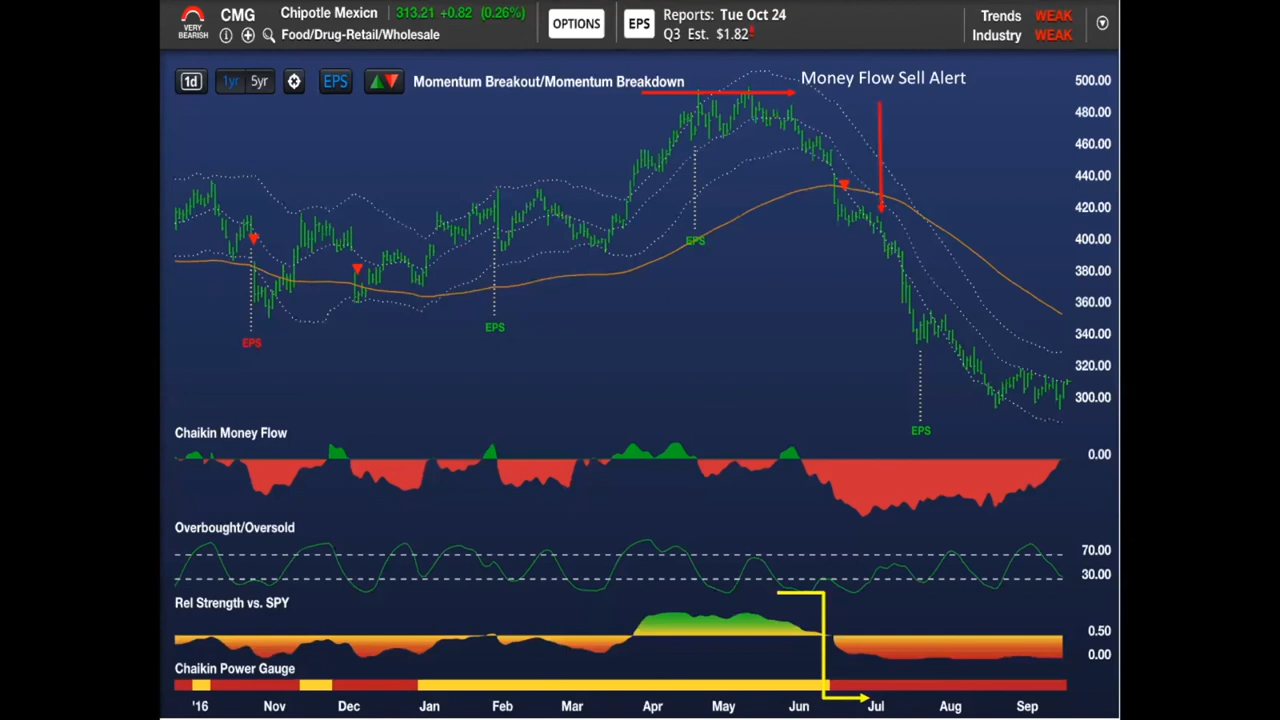 VERY BEARISH
CMG
Chipotle Mexicn
313.21 +0.82 (0.26%)
Food/Drug-Retail/Wholesale
OPTIONS
EPS
Reports: Tue Oct 24
Q3 Est. $1.82
Trends WEAK
Industry WEAK
1d
1yr 5yr
EPS
Momentum Breakout/Momentum Breakdown
Money Flow Sell Alert
500.00
480.00
460.00
440.00
420.00
400.00
380.00
360.00
340.00
320.00
300.00
EPS
EPS
EPS
EPS
Chaikin Money Flow
0.00
Overbought/Oversold
70.00
30.00
Rel Strength vs. SPY
0.50
0.00
Chaikin Power Gauge
'16 Nov Dec Jan Feb Mar Apr May Jun Jul Aug Sep